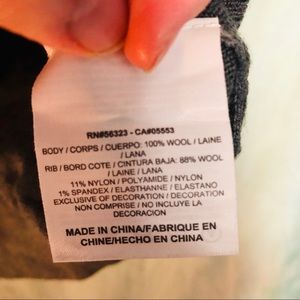 RN#56323 - CA#05553
BODY / CORPS / CUERPO: 100% WOOL / LAINE
/ LANA
RIB / BORD COTE / CINTURA BAJA: 88% WOOL
/ LAINE / LANA
11% NYLON / POLYAMIDE / NYLON
1% SPANDEX / ELASTHANNE / ELASTANO
EXCLUSIVE OF DECORATION / DECORATION
NON COMPRISE / NO INCLUYE LA
DECORACION
MADE IN CHINA/FABRIQUE EN
CHINE/HECHO EN CHINA